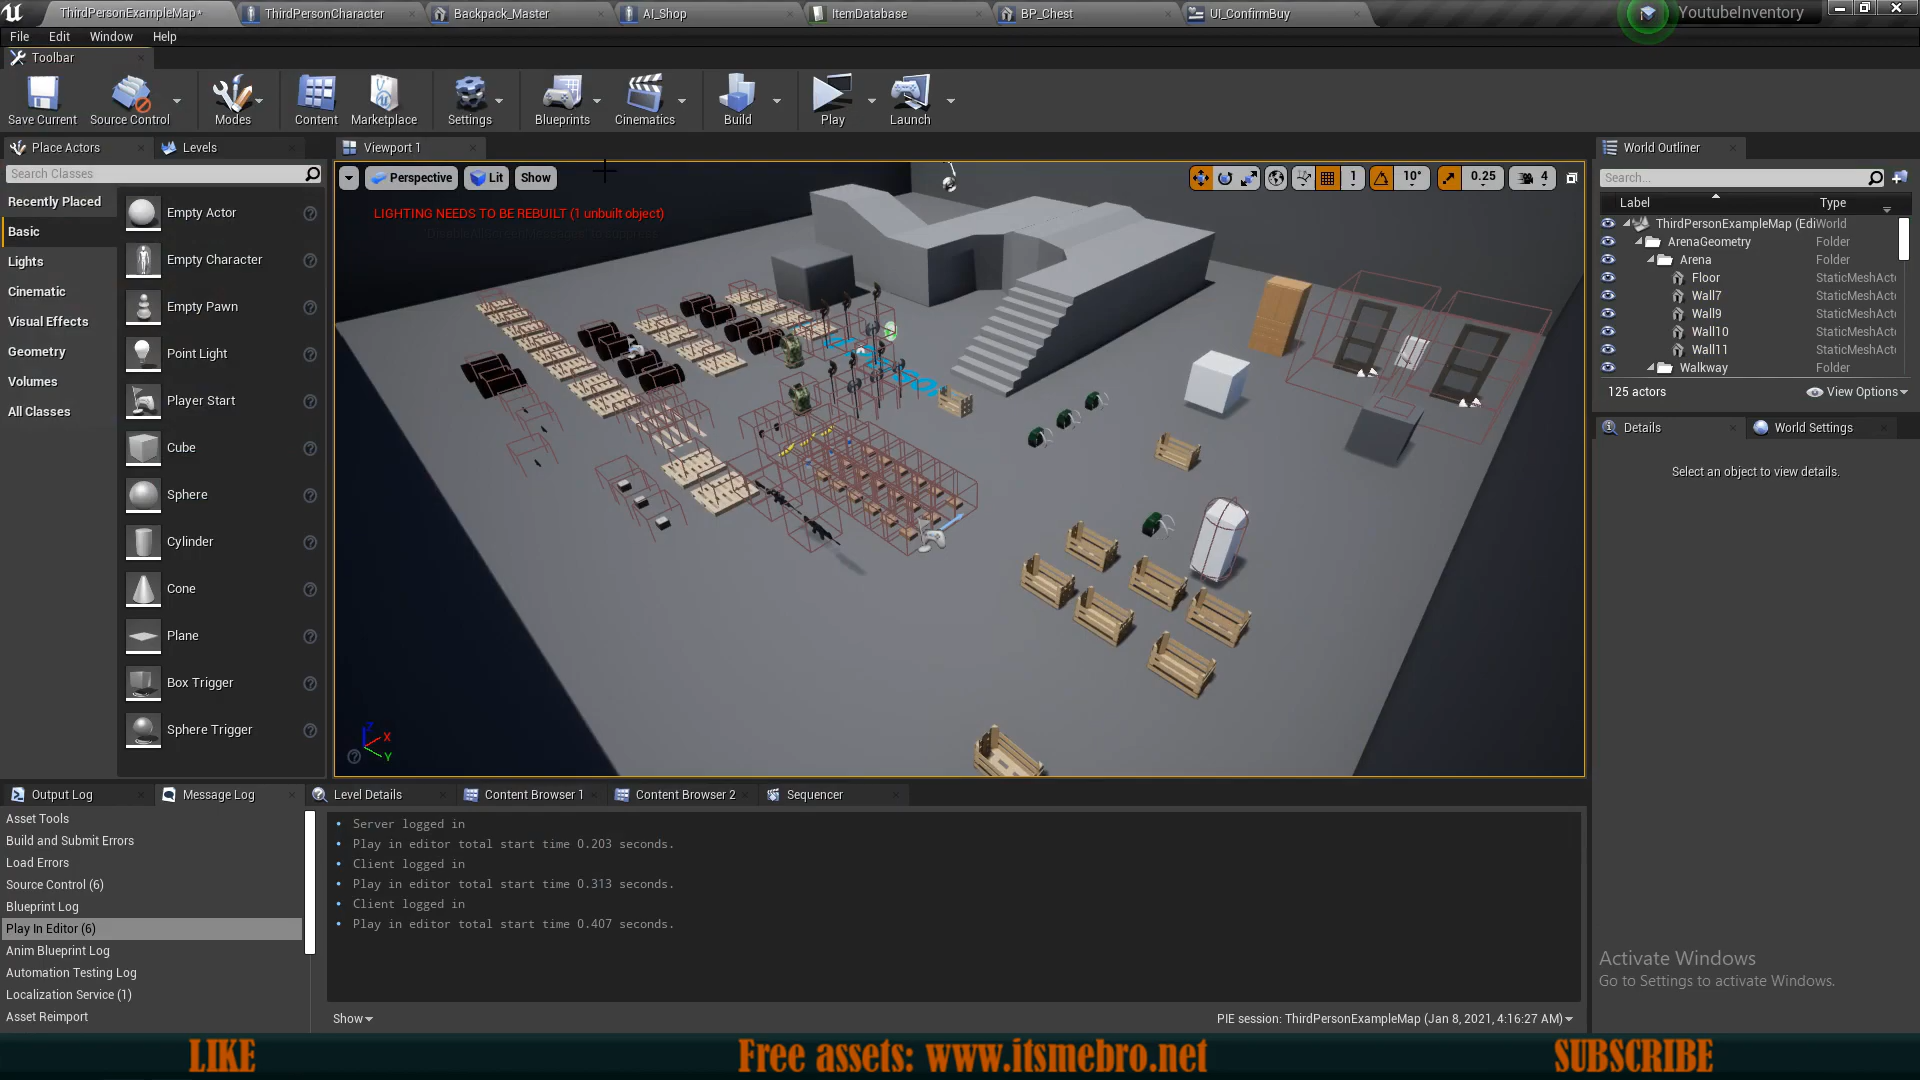 ThirdPersonExampleMap*
ThirdPersonCharacter
Backpack_Master
AI_Shop
ItemDatabase
BP_Chest
UI_ConfirmBuy
YoutubeInventory
File Edit Window Help
Toolbar
Save Current
Source Control
Modes
Content
Marketplace
Settings
Blueprints
Cinematics
Build
Play
Launch
Place Actors
Levels
Search Classes
Recently Placed
Basic
Lights
Cinematic
Visual Effects
Geometry
Volumes
All Classes
Empty Actor
Empty Character
Empty Pawn
Point Light
Player Start
Cube
Sphere
Cylinder
Cone
Plane
Box Trigger
Sphere Trigger
Viewport 1
Perspective
Lit
Show
1
10°
0.25
4
LIGHTING NEEDS TO BE REBUILT (1 unbuilt object)
Z
X
Y
World Outliner
Search...
Label Type
ThirdPersonExampleMap (Edi World
ArenaGeometry Folder
Arena Folder
Floor StaticMeshActo
Wall7 StaticMeshActo
Wall9 StaticMeshActo
Wall10 StaticMeshActo
Wall11 StaticMeshActo
Walkway Folder
125 actors
View Options
Details
World Settings
Select an object to view details.
Output Log
Message Log
Level Details
Content Browser 1
Content Browser 2
Sequencer
Asset Tools
Build and Submit Errors
Load Errors
Source Control (6)
Blueprint Log
Play In Editor (6)
Anim Blueprint Log
Automation Testing Log
Localization Service (1)
Asset Reimport
Server logged in
Play in editor total start time 0.203 seconds.
Client logged in
Play in editor total start time 0.313 seconds.
Client logged in
Play in editor total start time 0.407 seconds.
Show
PIE session: ThirdPersonExampleMap (Jan 8, 2021, 4:16:27 AM)
Activate Windows
Go to Settings to activate Windows.
LIKE
Free assets: www.itsmebro.net
SUBSCRIBE